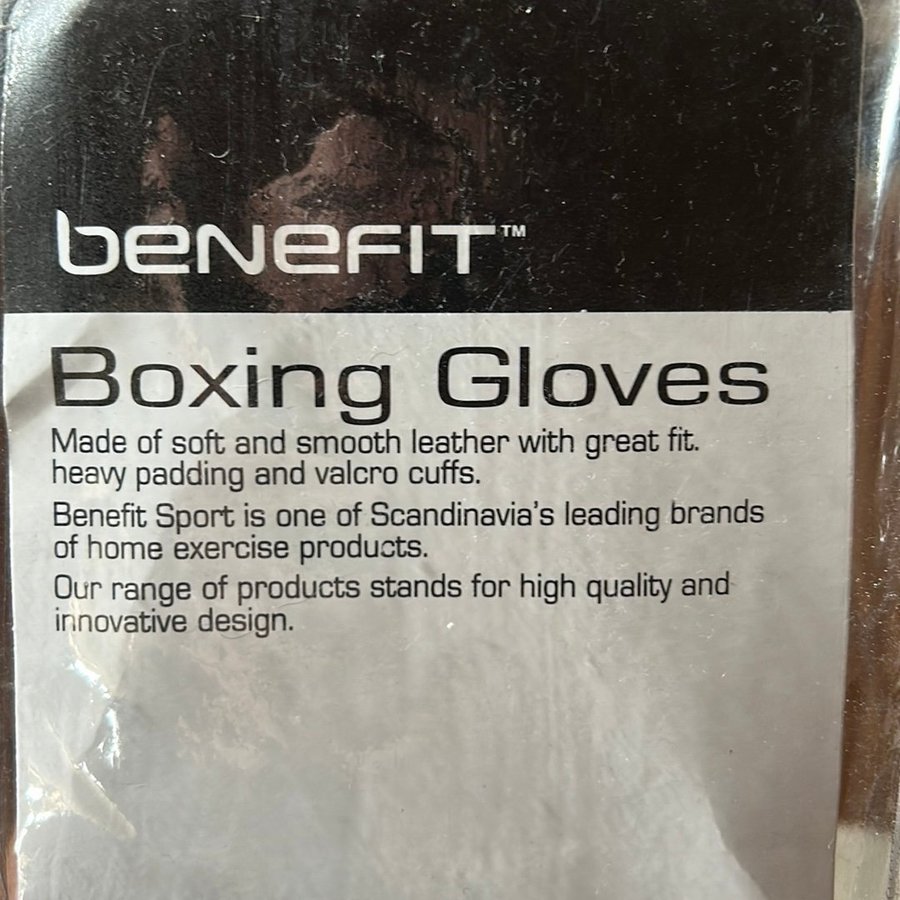 beNeFIT™
Boxing Gloves
Made of soft and smooth leather with great fit.
heavy padding and valcro cuffs.
Benefit Sport is one of Scandinavia's leading brands
of home exercise products.
Our range of products stands for high quality and
innovative design.